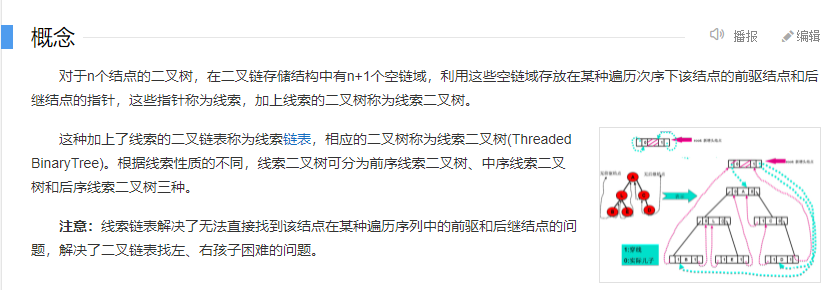 概念
播报
编辑
对于n个结点的二叉树，在二叉链存储结构中有n+1个空链域，利用这些空链域存放在某种遍历次序下该结点的前驱结点和后
继结点的指针，这些指针称为线索，加上线索的二叉树称为线索二叉树。
这种加上了线索的二叉链表称为线索链表，相应的二叉树称为线索二叉树(Threaded
BinaryTree)。根据线索性质的不同，线索二叉树可分为前序线索二叉树、中序线索二叉
树和后序线索二叉树三种。
注意：线索链表解决了无法直接找到该结点在某种遍历序列中的前驱和后继结点的问
题，解决了二叉链表找左、右孩子困难的问题。